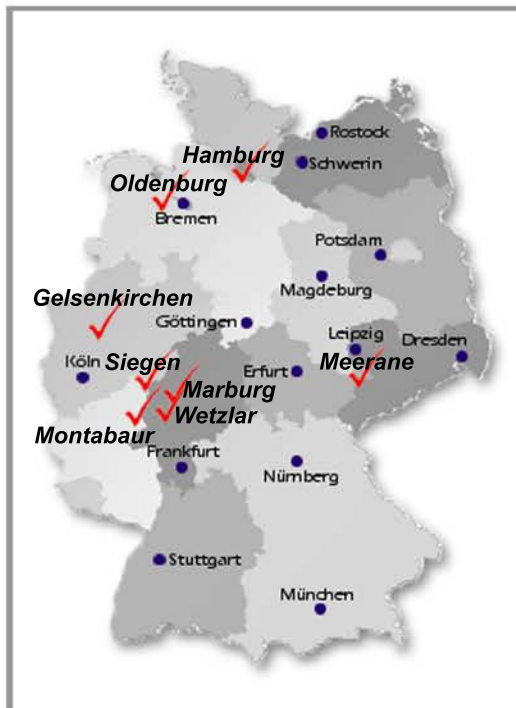 Rostock
Hamburg
Schwerin
Oldenburg
Bremen
Potsdam
Magdeburg
Gelsenkirchen
Göttingen
Leipzig
Dresden
Köln
Siegen
Erfurt
Meerane
Marburg
Wetzlar
Montabaur
Frankfurt
Nürnberg
Stuttgart
München